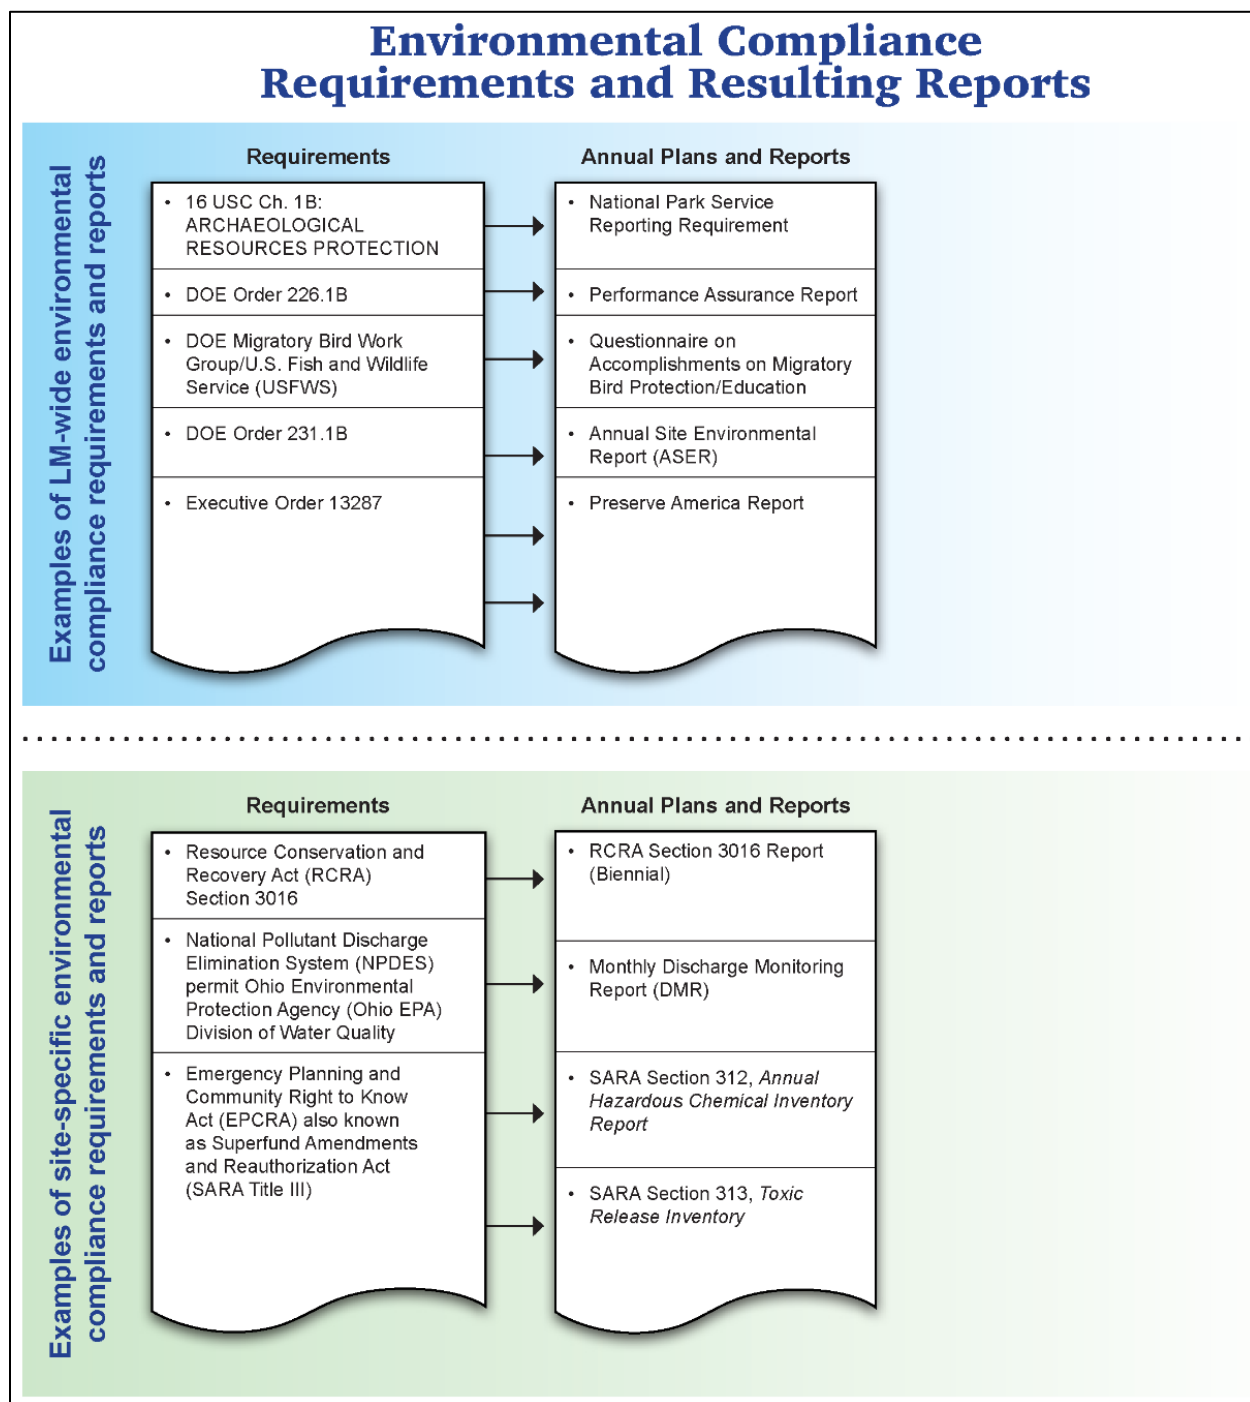 Environmental Compliance
Requirements and Resulting Reports
Examples of LM-wide environmental
compliance requirements and reports
Requirements
• 16 USC Ch. 1B:
ARCHAEOLOGICAL
RESOURCES PROTECTION
• DOE Order 226.1B
• DOE Migratory Bird Work
Group/U.S. Fish and Wildlife
Service (USFWS)
• DOE Order 231.1B
• Executive Order 13287
Annual Plans and Reports
• National Park Service
Reporting Requirement
• Performance Assurance Report
• Questionnaire on
Accomplishments on Migratory
Bird Protection/Education
• Annual Site Environmental
Report (ASER)
• Preserve America Report
Examples of site-specific environmental
compliance requirements and reports
Requirements
• Resource Conservation and
Recovery Act (RCRA)
Section 3016
• National Pollutant Discharge
Elimination System (NPDES)
permit Ohio Environmental
Protection Agency (Ohio EPA)
Division of Water Quality
• Emergency Planning and
Community Right to Know
Act (EPCRA) also known
as Superfund Amendments
and Reauthorization Act
(SARA Title III)
Annual Plans and Reports
• RCRA Section 3016 Report
(Biennial)
• Monthly Discharge Monitoring
Report (DMR)
• SARA Section 312, Annual
Hazardous Chemical Inventory
Report
• SARA Section 313, Toxic
Release Inventory